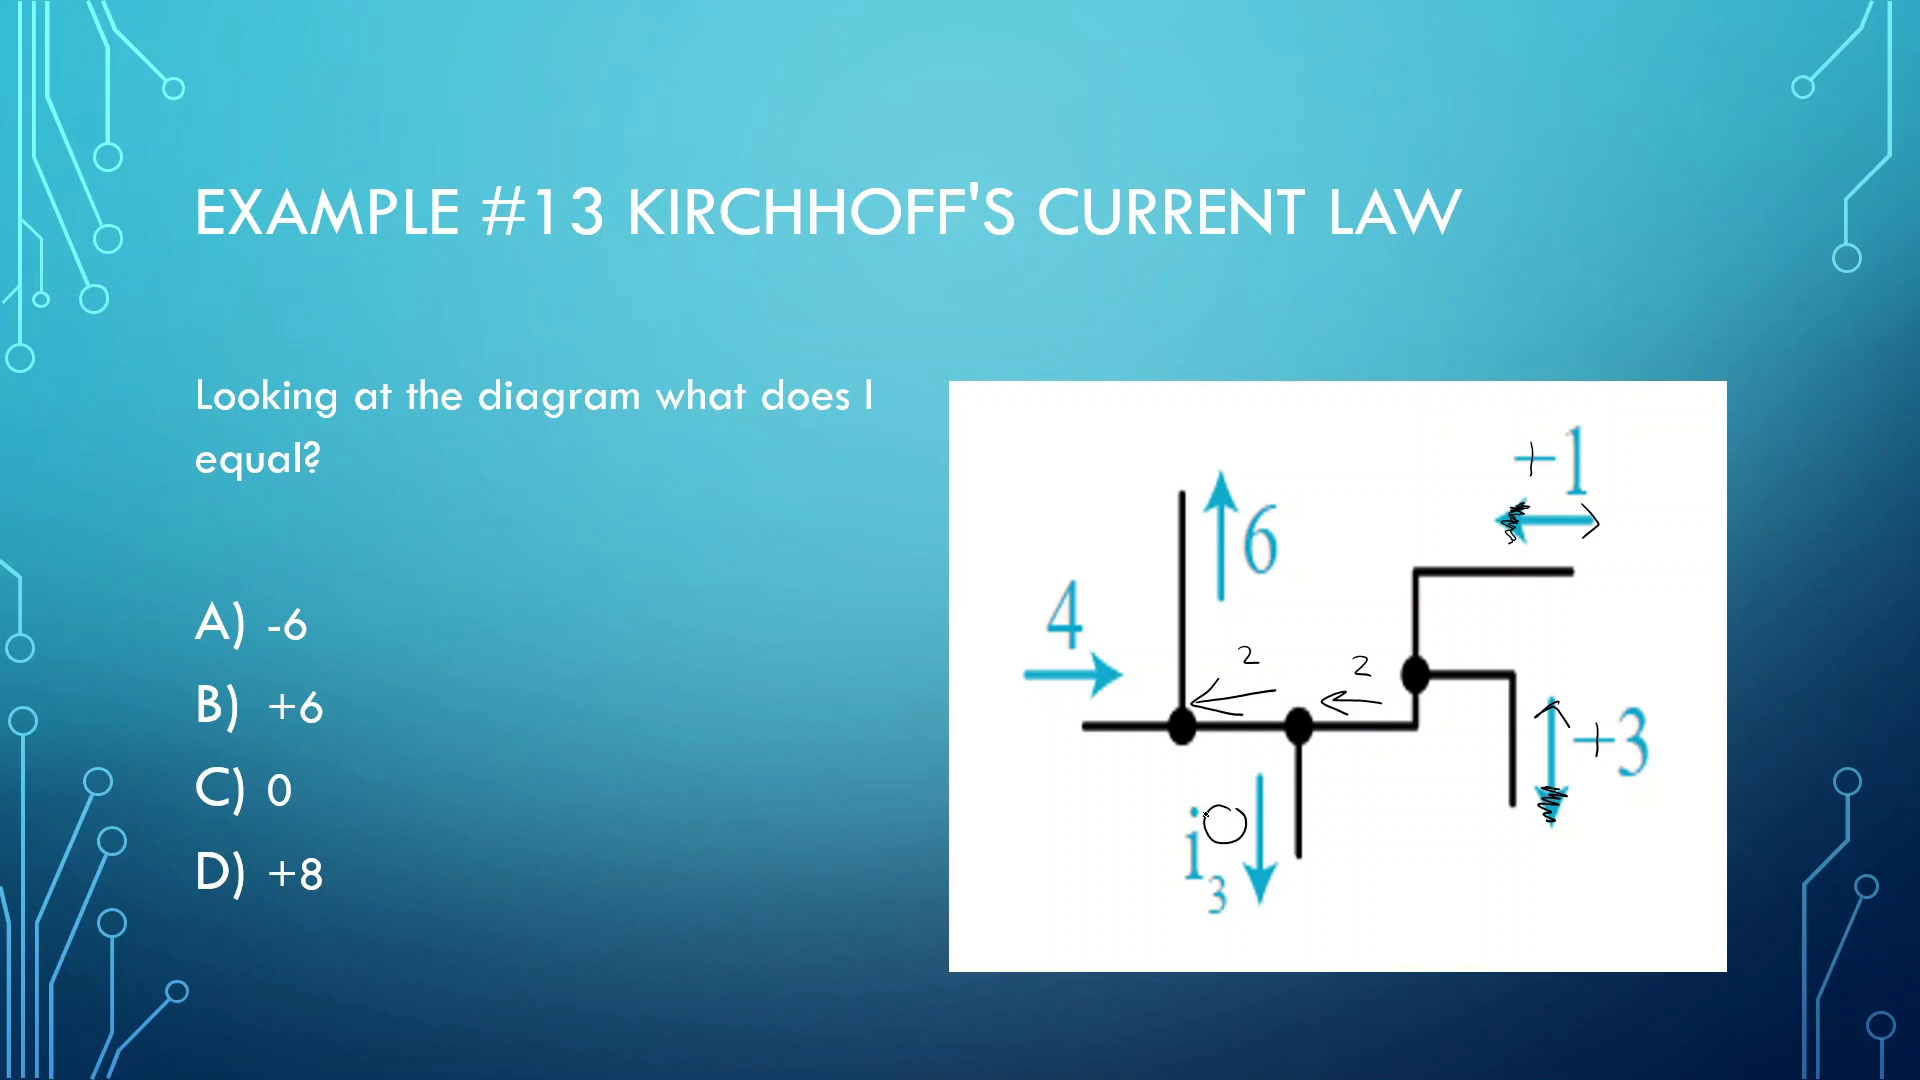 EXAMPLE #13 KIRCHHOFF'S CURRENT LAW
Looking at the diagram what does I
equal?
A) -6
B) +6
C) 0
D) +8
+1
6
4
2
2
+3
i₃ 0